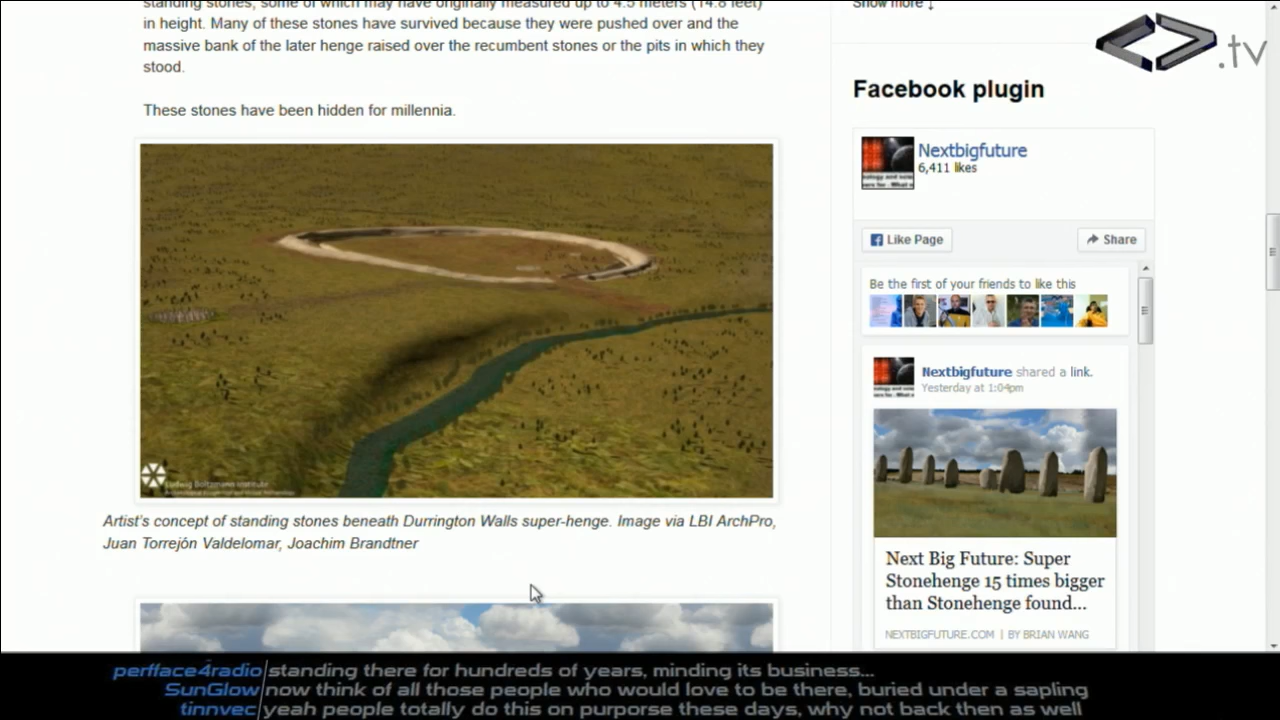 standing stones, some of which may have originally measured up to 4.5 meters (14.8 feet)
in height. Many of these stones have survived because they were pushed over and the
massive bank of the later henge raised over the recumbent stones or the pits in which they
stood.
These stones have been hidden for millennia.
Ludwig Boltzmann Institute
Artist's concept of standing stones beneath Durrington Walls super-henge. Image via LBI ArchPro,
Juan Torrejón Valdelomar, Joachim Brandtner
Show more ↓
.tv
Facebook plugin
Nextbigfuture
6,411 likes
Like Page
Share
Be the first of your friends to like this
Nextbigfuture shared a link.
Yesterday at 1:04pm
Next Big Future: Super
Stonehenge 15 times bigger
than Stonehenge found...
NEXTBIGFUTURE.COM | BY BRIAN WANG
perfface4radio standing there for hundreds of years, minding its business...
SunGlow now think of all those people who would love to be there, buried under a sapling
tinnvec yeah people totally do this on purporse these days, why not back then as well